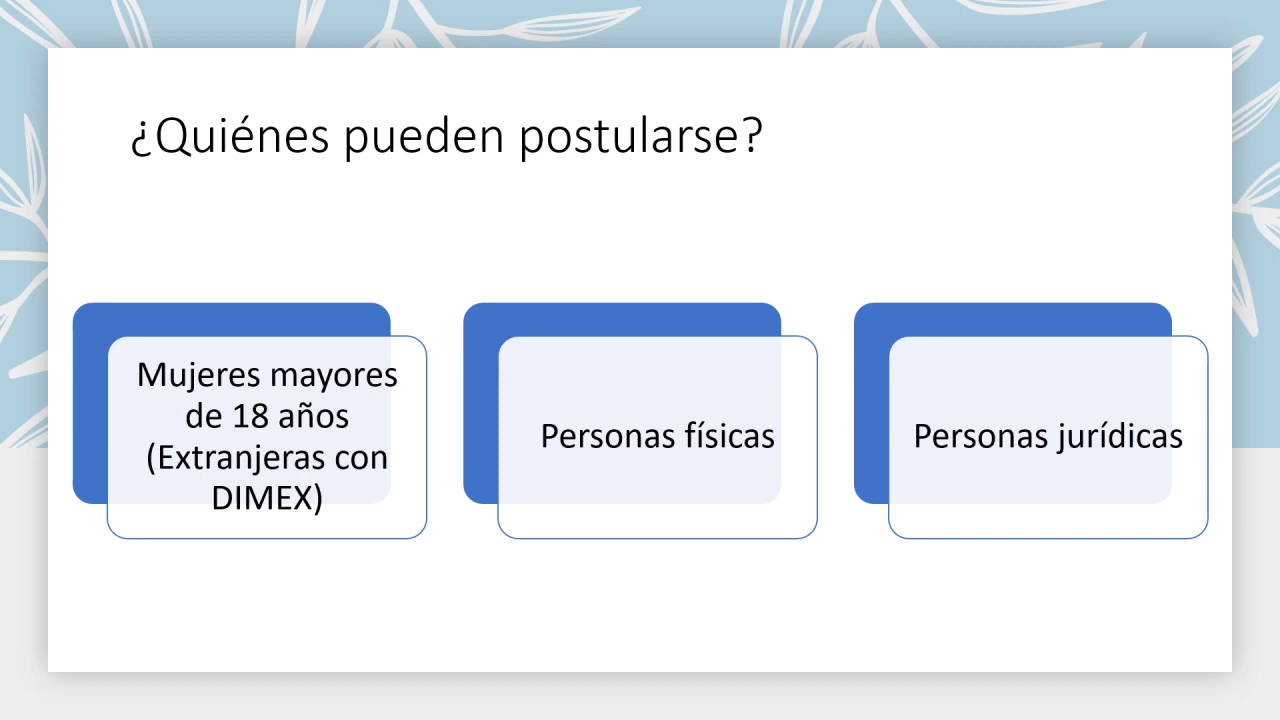 ¿Quiénes pueden postularse?
Mujeres mayores
de 18 años
(Extranjeras con
DIMEX)
Personas físicas
Personas jurídicas